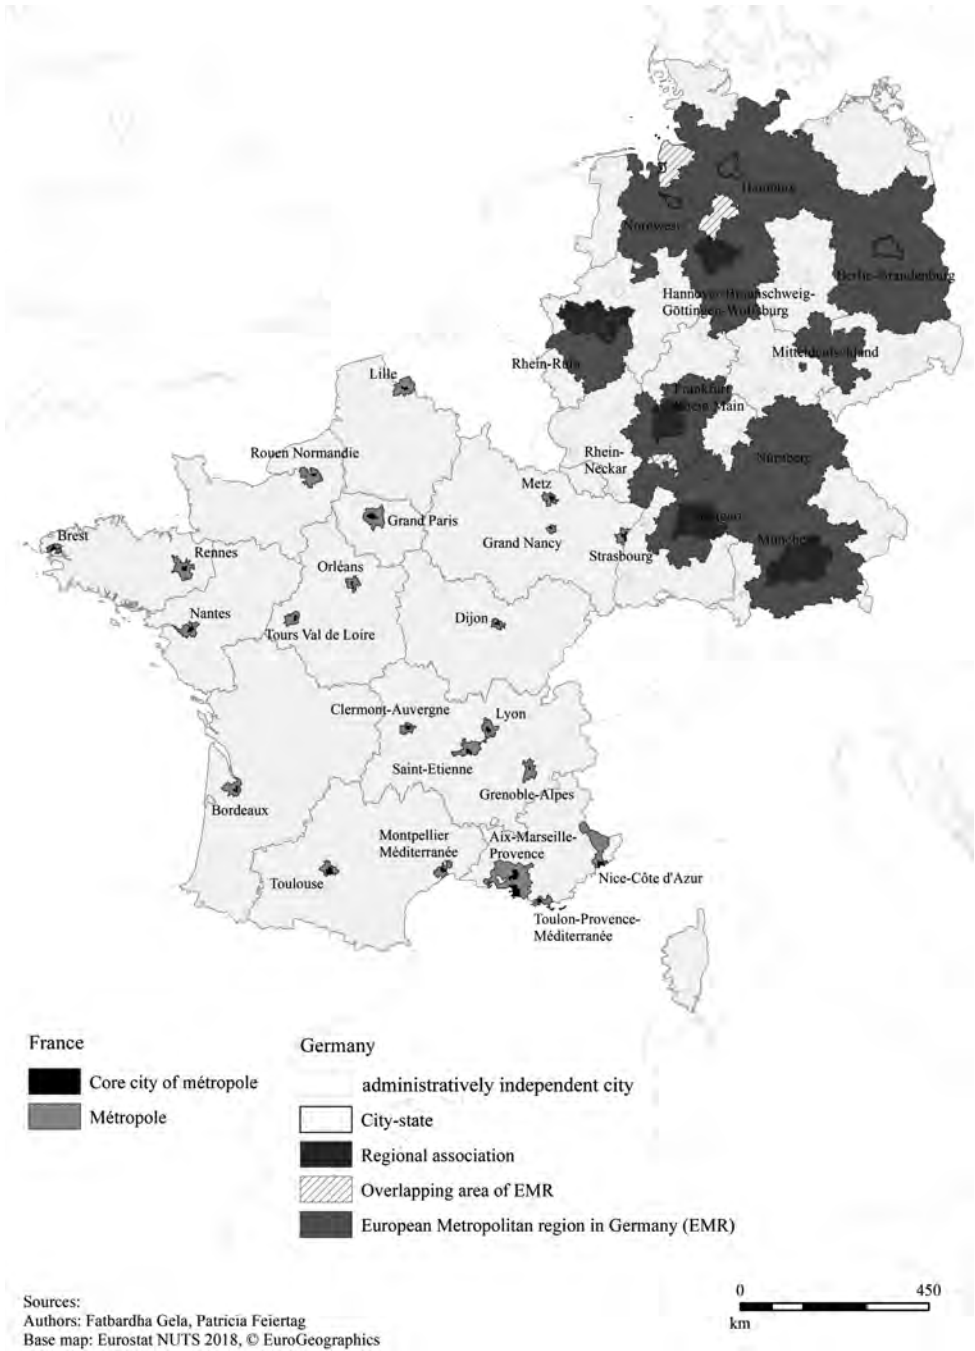 Hamburg
Nordwest
Berlin-Brandenburg
Hannover-Braunschweig-
Göttingen-Wolfsburg
Mitteldeutschland
Rhein-Ruhr
Lille
Frankfurt
Rhein Main
Rouen Normandie
Rhein-
Neckar
Nürnberg
Metz
Grand Paris
Grand Nancy
Strasbourg
Stuttgart
München
Brest
Rennes
Orléans
Nantes
Tours Val de Loire
Dijon
Clermont-Auvergne
Lyon
Saint-Etienne
Grenoble-Alpes
Bordeaux
Montpellier
Méditerranée
Aix-Marseille-
Provence
Toulouse
Nice-Côte d'Azur
Toulon-Provence-
Méditerranée
France
Core city of métropole
Métropole
Germany
administratively independent city
City-state
Regional association
Overlapping area of EMR
European Metropolitan region in Germany (EMR)
Sources:
Authors: Fatbardha Gela, Patricia Feiertag
Base map: Eurostat NUTS 2018, © EuroGeographics
0 450
km